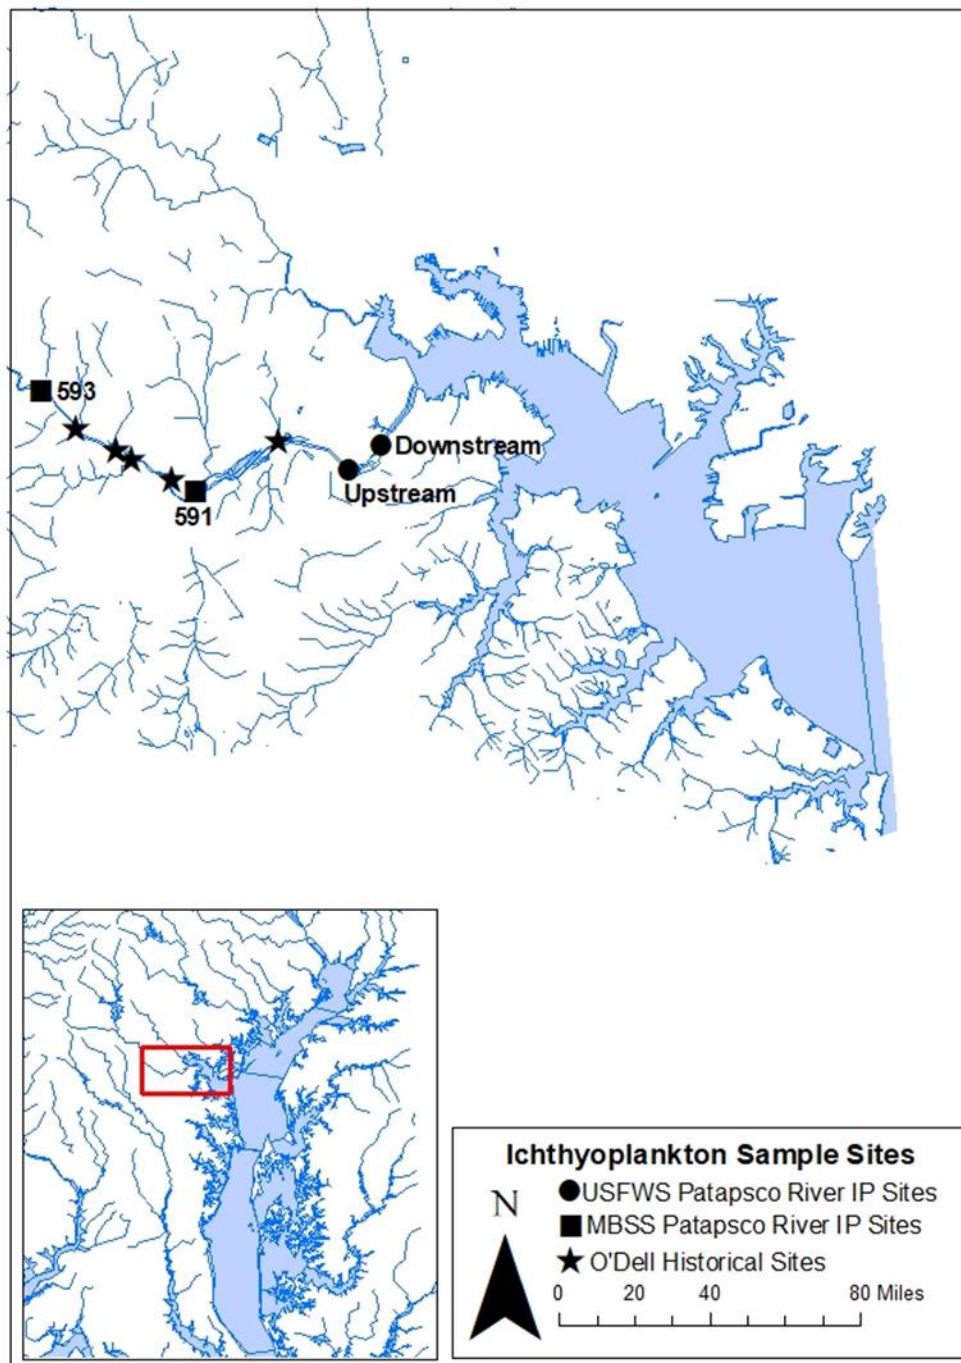 593
Downstream
Upstream
591
Ichthyoplankton Sample Sites
N
USFWS Patapsco River IP Sites
MBSS Patapsco River IP Sites
O'Dell Historical Sites
0 20 40 80 Miles